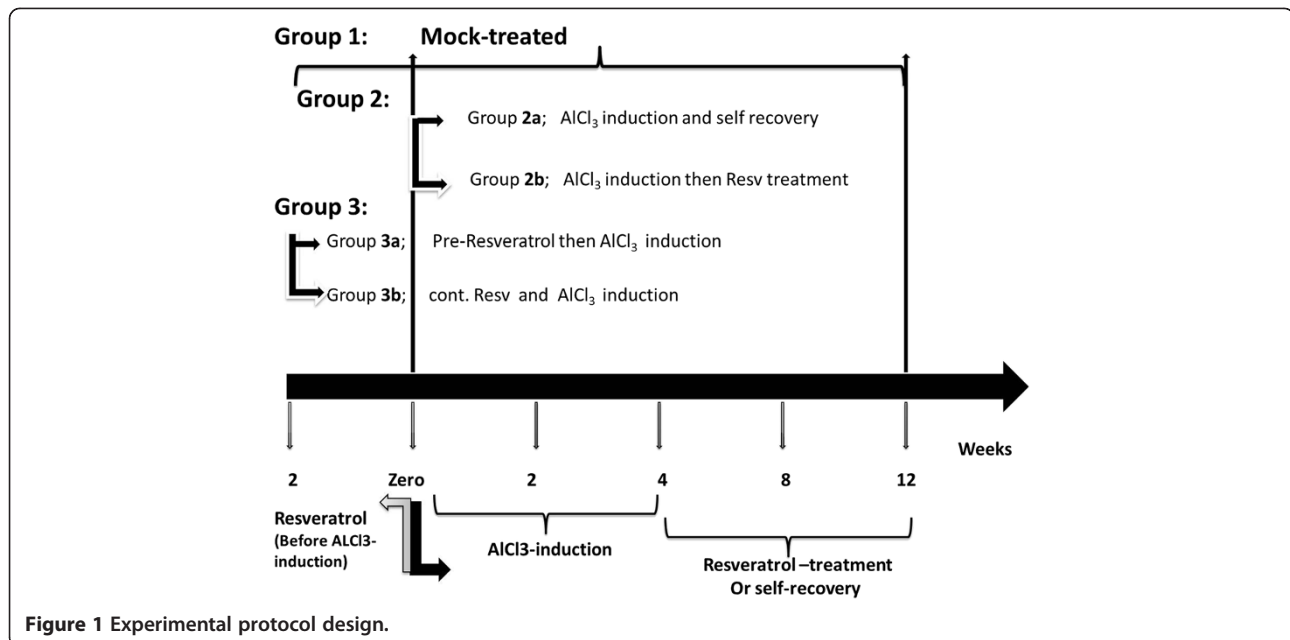 Group 1: Mock-treated
Group 2:
Group 2a; AlCl3 induction and self recovery
Group 2b; AlCl3 induction then Resv treatment
Group 3:
Group 3a; Pre-Resveratrol then AlCl3 induction
Group 3b; cont. Resv and AlCl3 induction
Weeks
2 Zero 2 4 8 12
Resveratrol
(Before ALCl3-
induction)
AlCl3-induction
Resveratrol –treatment
Or self-recovery
Figure 1 Experimental protocol design.